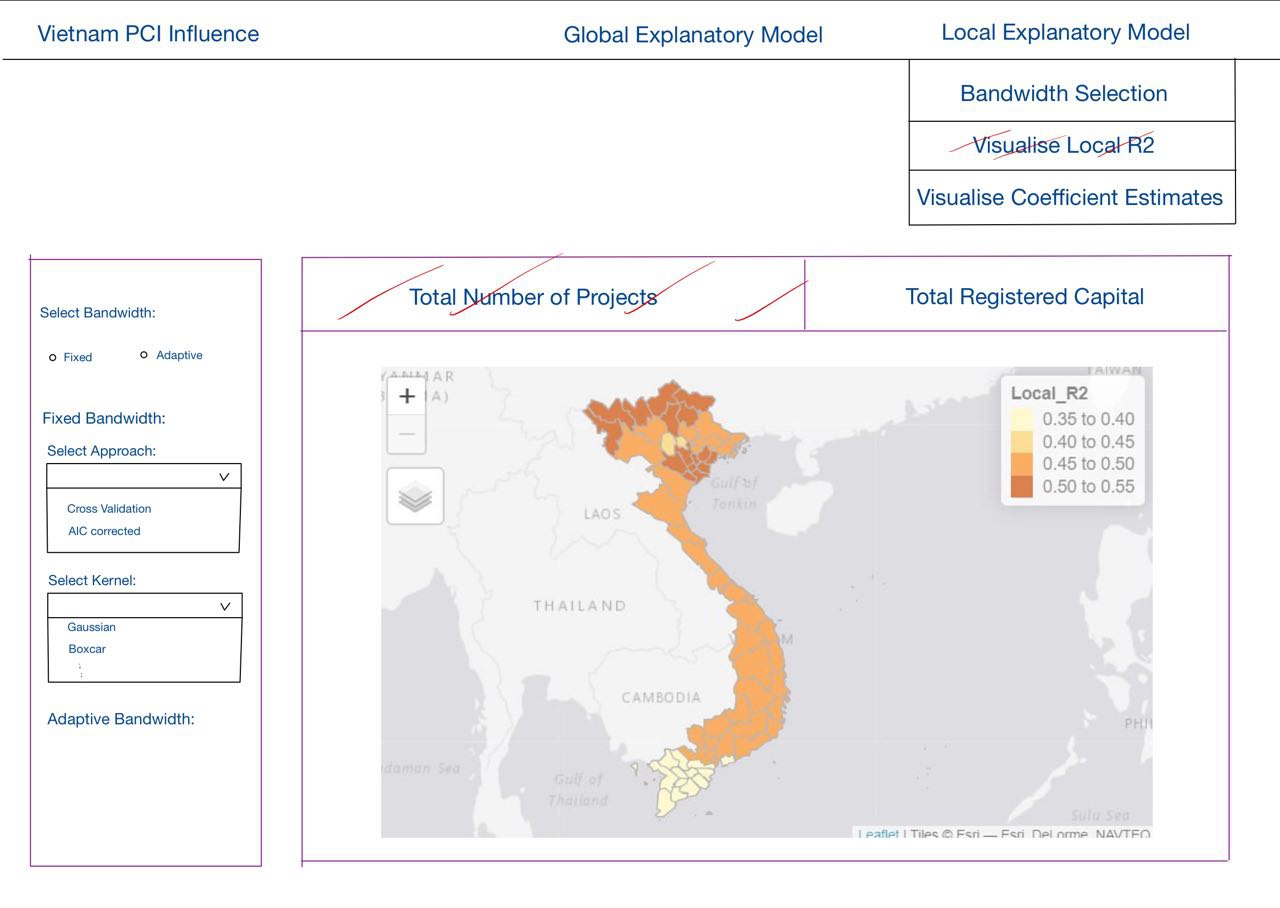 Vietnam PCI Influence
Global Explanatory Model
Local Explanatory Model
Bandwidth Selection
Visualise Local R2
Visualise Coefficient Estimates
Select Bandwidth:
Fixed
Adaptive
Fixed Bandwidth:
Select Approach:
Cross Validation
AIC corrected
Select Kernel:
Gaussian
Boxcar
Adaptive Bandwidth:
Total Number of Projects
Total Registered Capital
+
−
Local_R2
0.35 to 0.40
0.40 to 0.45
0.45 to 0.50
0.50 to 0.55
TAIWAN
Gulf of
Tonkin
LAOS
THAILAND
CAMBODIA
PHI
daman Sea
Gulf of
Thailand
Sulu Sea
Leaflet | Tiles © Esri — Esri, DeLorme, NAVTEQ